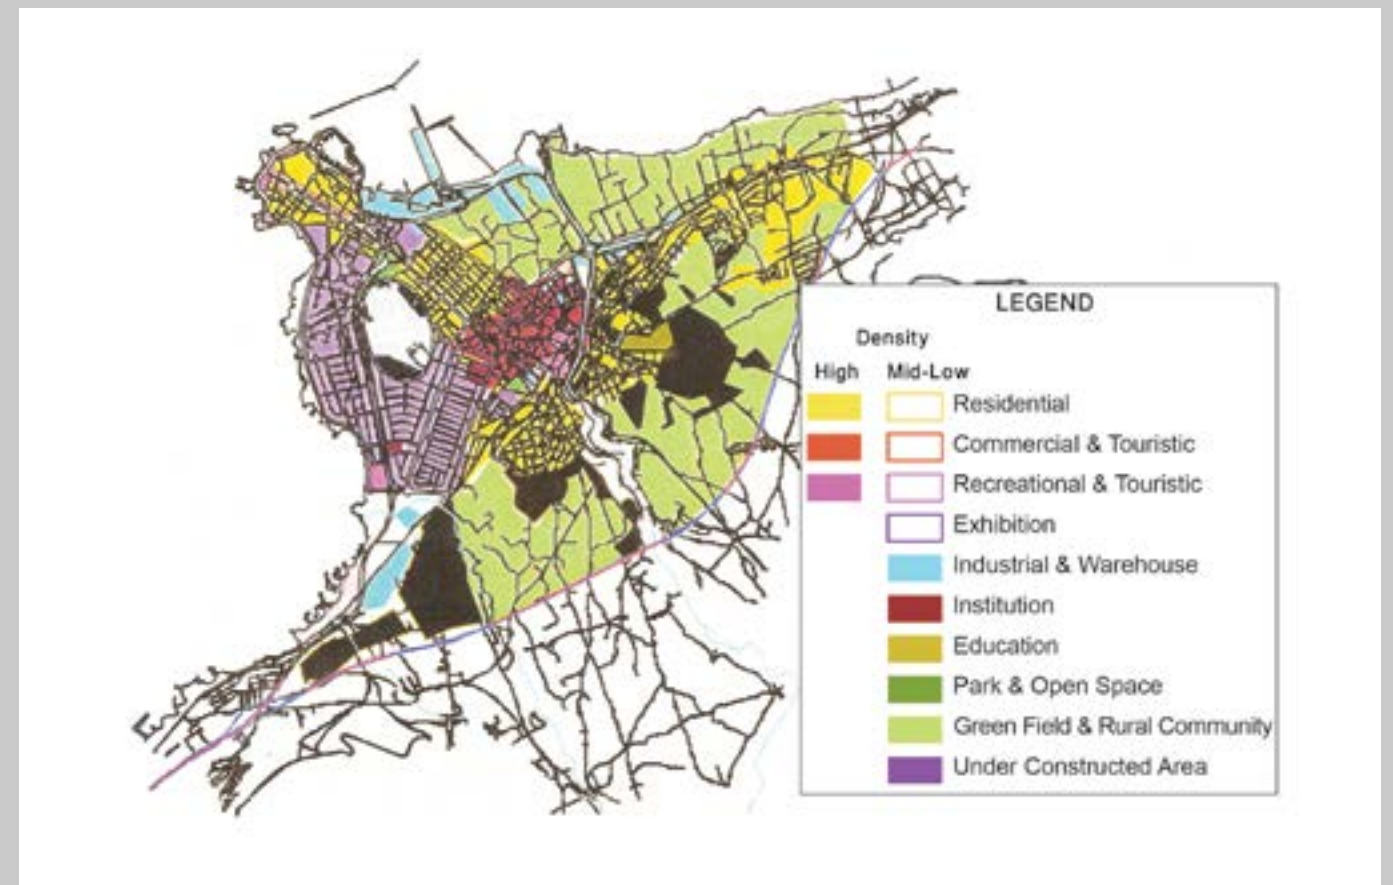 LEGEND
Density
High Mid-Low
Residential
Commercial & Touristic
Recreational & Touristic
Exhibition
Industrial & Warehouse
Institution
Education
Park & Open Space
Green Field & Rural Community
Under Constructed Area